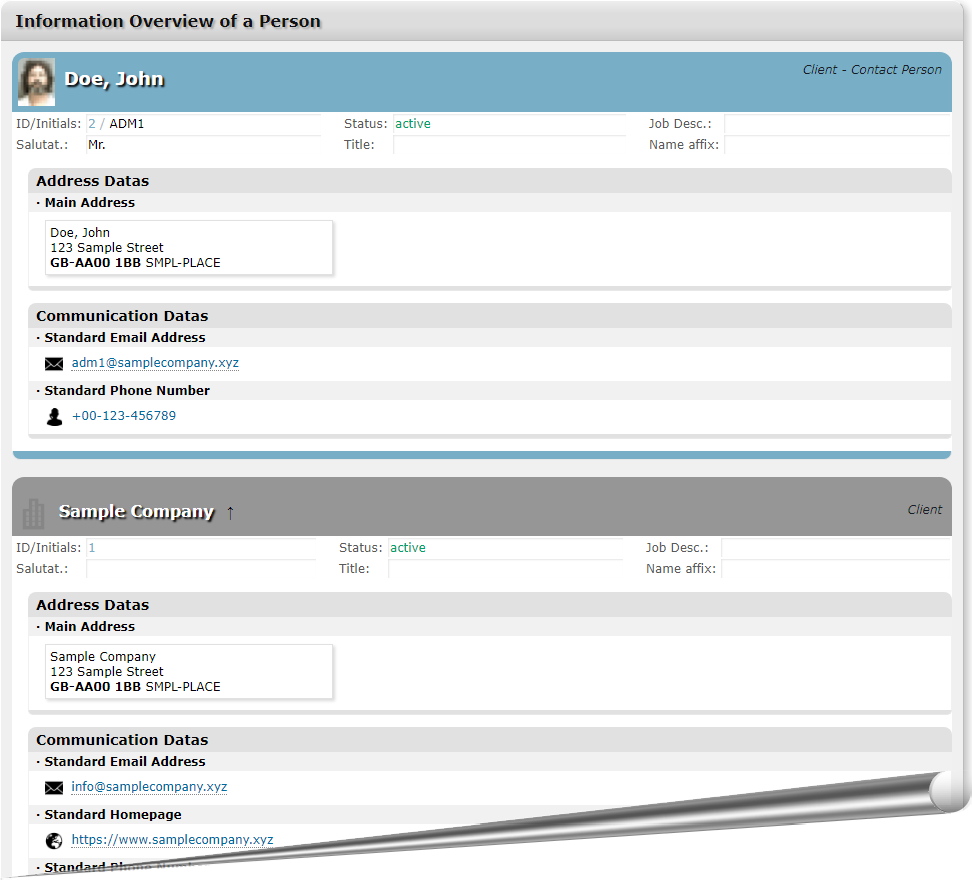 Information Overview of a Person
Doe, John
Client - Contact Person
ID/Initials: 2 / ADM1 Status: active Job Desc.:
Salutat.: Mr. Title: Name affix:
Address Datas
· Main Address
Doe, John
123 Sample Street
GB-AA00 1BB SMPL-PLACE
Communication Datas
· Standard Email Address
adm1@samplecompany.xyz
· Standard Phone Number
+00-123-456789
Sample Company ↑
Client
ID/Initials: 1 Status: active Job Desc.:
Salutat.: Title: Name affix:
Address Datas
· Main Address
Sample Company
123 Sample Street
GB-AA00 1BB SMPL-PLACE
Communication Datas
· Standard Email Address
info@samplecompany.xyz
· Standard Homepage
https://www.samplecompany.xyz
· Standard Phone Number